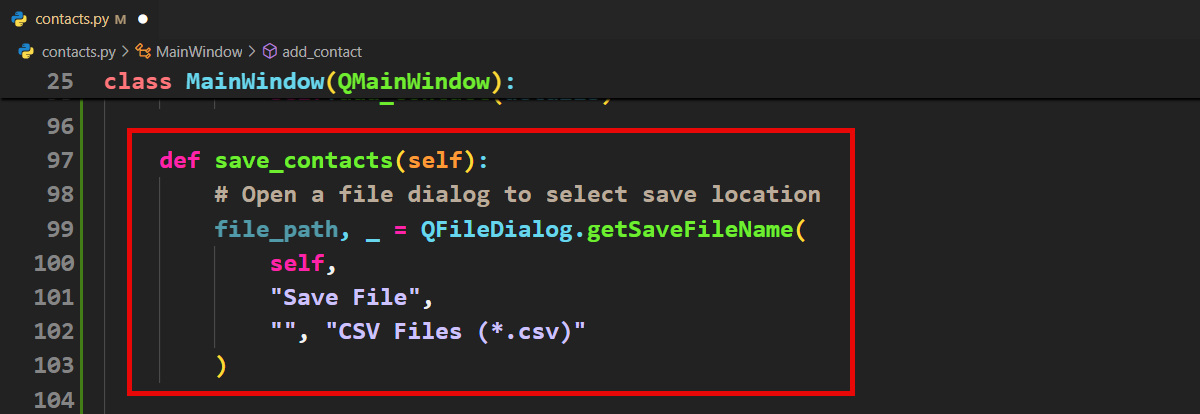 contacts.py M ●
contacts.py > MainWindow > add_contact
25 class MainWindow(QMainWindow):
96
97 def save_contacts(self):
98 # Open a file dialog to select save location
99 file_path, _ = QFileDialog.getSaveFileName(
100 self,
101 "Save File",
102 "", "CSV Files (*.csv)"
103 )
104